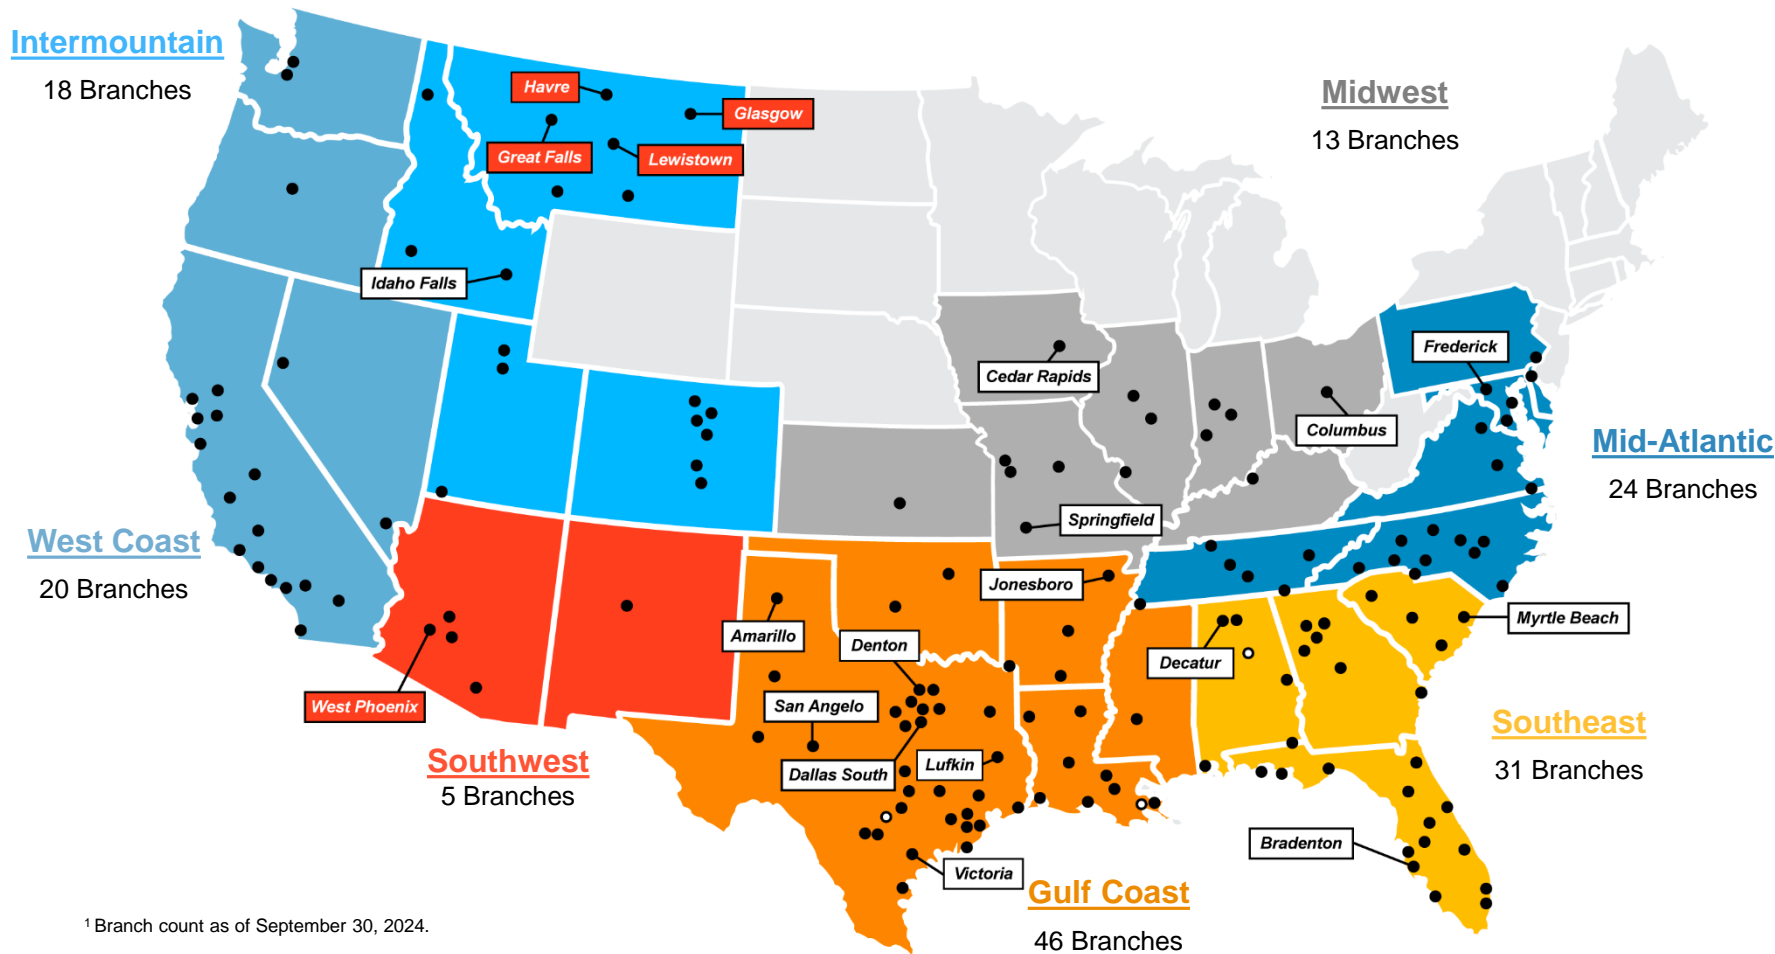 Intermountain
18 Branches
Havre
Glasgow
Great Falls
Lewistown
Midwest
13 Branches
Idaho Falls
Cedar Rapids
Frederick
Columbus
Mid-Atlantic
24 Branches
West Coast
20 Branches
Springfield
Jonesboro
Amarillo
Denton
Decatur
Myrtle Beach
West Phoenix
San Angelo
Dallas South
Lufkin
Southwest
5 Branches
Southeast
31 Branches
Bradenton
Victoria
Gulf Coast
46 Branches
1 Branch count as of September 30, 2024.